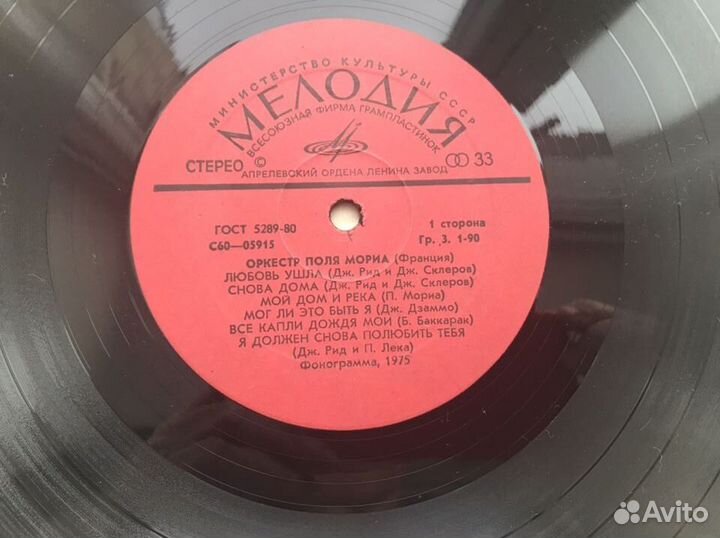 МИНИСТЕРСТВО КУЛЬТУРЫ СССР
МЕЛОДИЯ
ВСЕСОЮЗНАЯ ФИРМА ГРАМПЛАСТИНОК
СТЕРЕО ©
33
АПРЕЛЕВСКИЙ ОРДЕНА ЛЕНИНА ЗАВОД
ГОСТ 5289-80
1 сторона
С60—05915
Гр. 3. 1-90
ОРКЕСТР ПОЛЯ МОРИА (Франция)
ЛЮБОВЬ УШЛА (Дж. Рид и Дж. Склеров)
СНОВА ДОМА (Дж. Рид и Дж. Склеров)
МОЙ ДОМ И РЕКА (П. Мориа)
МОГ ЛИ ЭТО БЫТЬ Я (Дж. Дзаммо)
ВСЕ КАПЛИ ДОЖДЯ МОИ (Б. Баккарак)
Я ДОЛЖЕН СНОВА ПОЛЮБИТЬ ТЕБЯ
(Дж. Рид и П. Лека)
Фонограмма, 1975
Avito